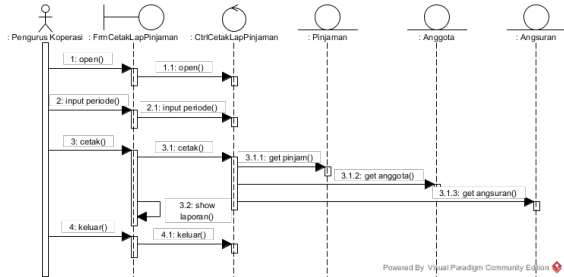 : Pengurus Koperasi
: FrmCetakLapPinjaman
: CtrlCetakLapPinjaman
: Pinjaman
: Anggota
: Angsuran
1: open()
1.1: open()
2: input periode()
2.1: input periode()
3: cetak()
3.1: cetak()
3.1.1: get pinjam()
3.1.2: get anggota()
3.1.3: get angsuran()
3.2: show
laporan()
4: keluar()
4.1: keluar()
Powered By Visual Paradigm Community Edition